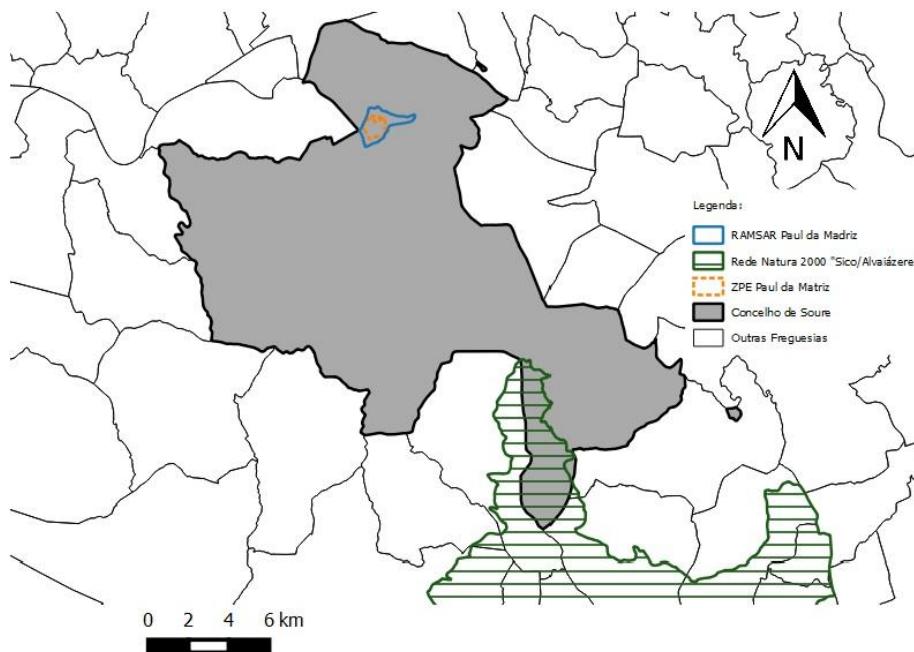 N
Legenda:
RAMSAR Paul da Madriz
Rede Natura 2000 "Sico/Alvaiázere
ZPE Paul da Matriz
Concelho de Soure
Outras Freguesias
0 2 4 6 km